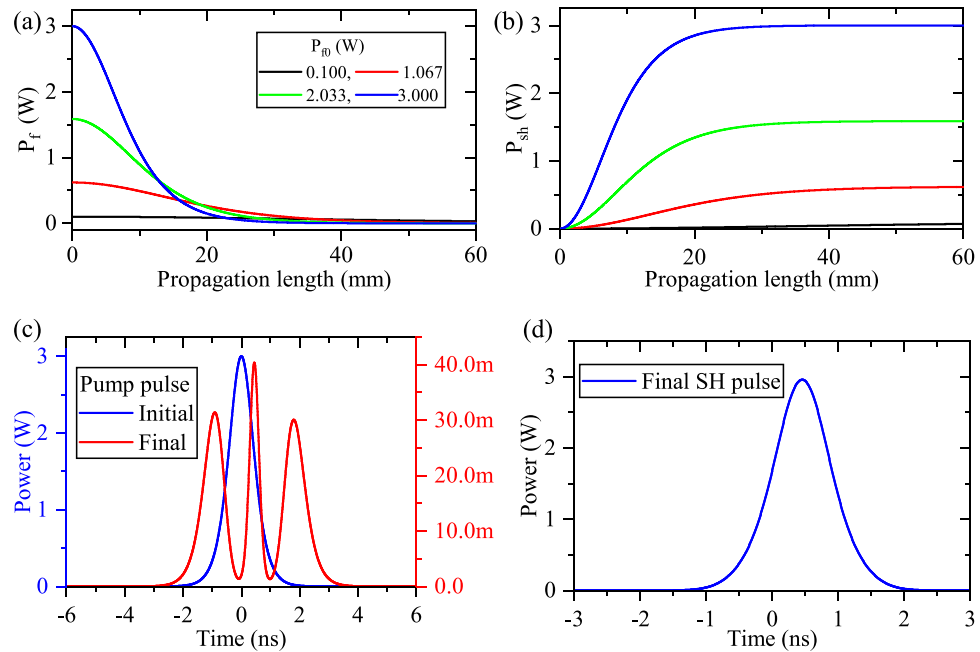 (a)
P_f (W)
3
2
1
0
P_f0 (W)
0.100, 1.067
2.033, 3.000
0 20 40 60
Propagation length (mm)
(b)
P_sh (W)
3
2
1
0
0 20 40 60
Propagation length (mm)
(c)
Power (W)
3
2
1
0
Pump pulse
Initial
Final
40.0m
30.0m
20.0m
10.0m
0.0
-6 -4 -2 0 2 4 6
Time (ns)
(d)
Power (W)
3
2
1
0
Final SH pulse
-3 -2 -1 0 1 2 3
Time (ns)